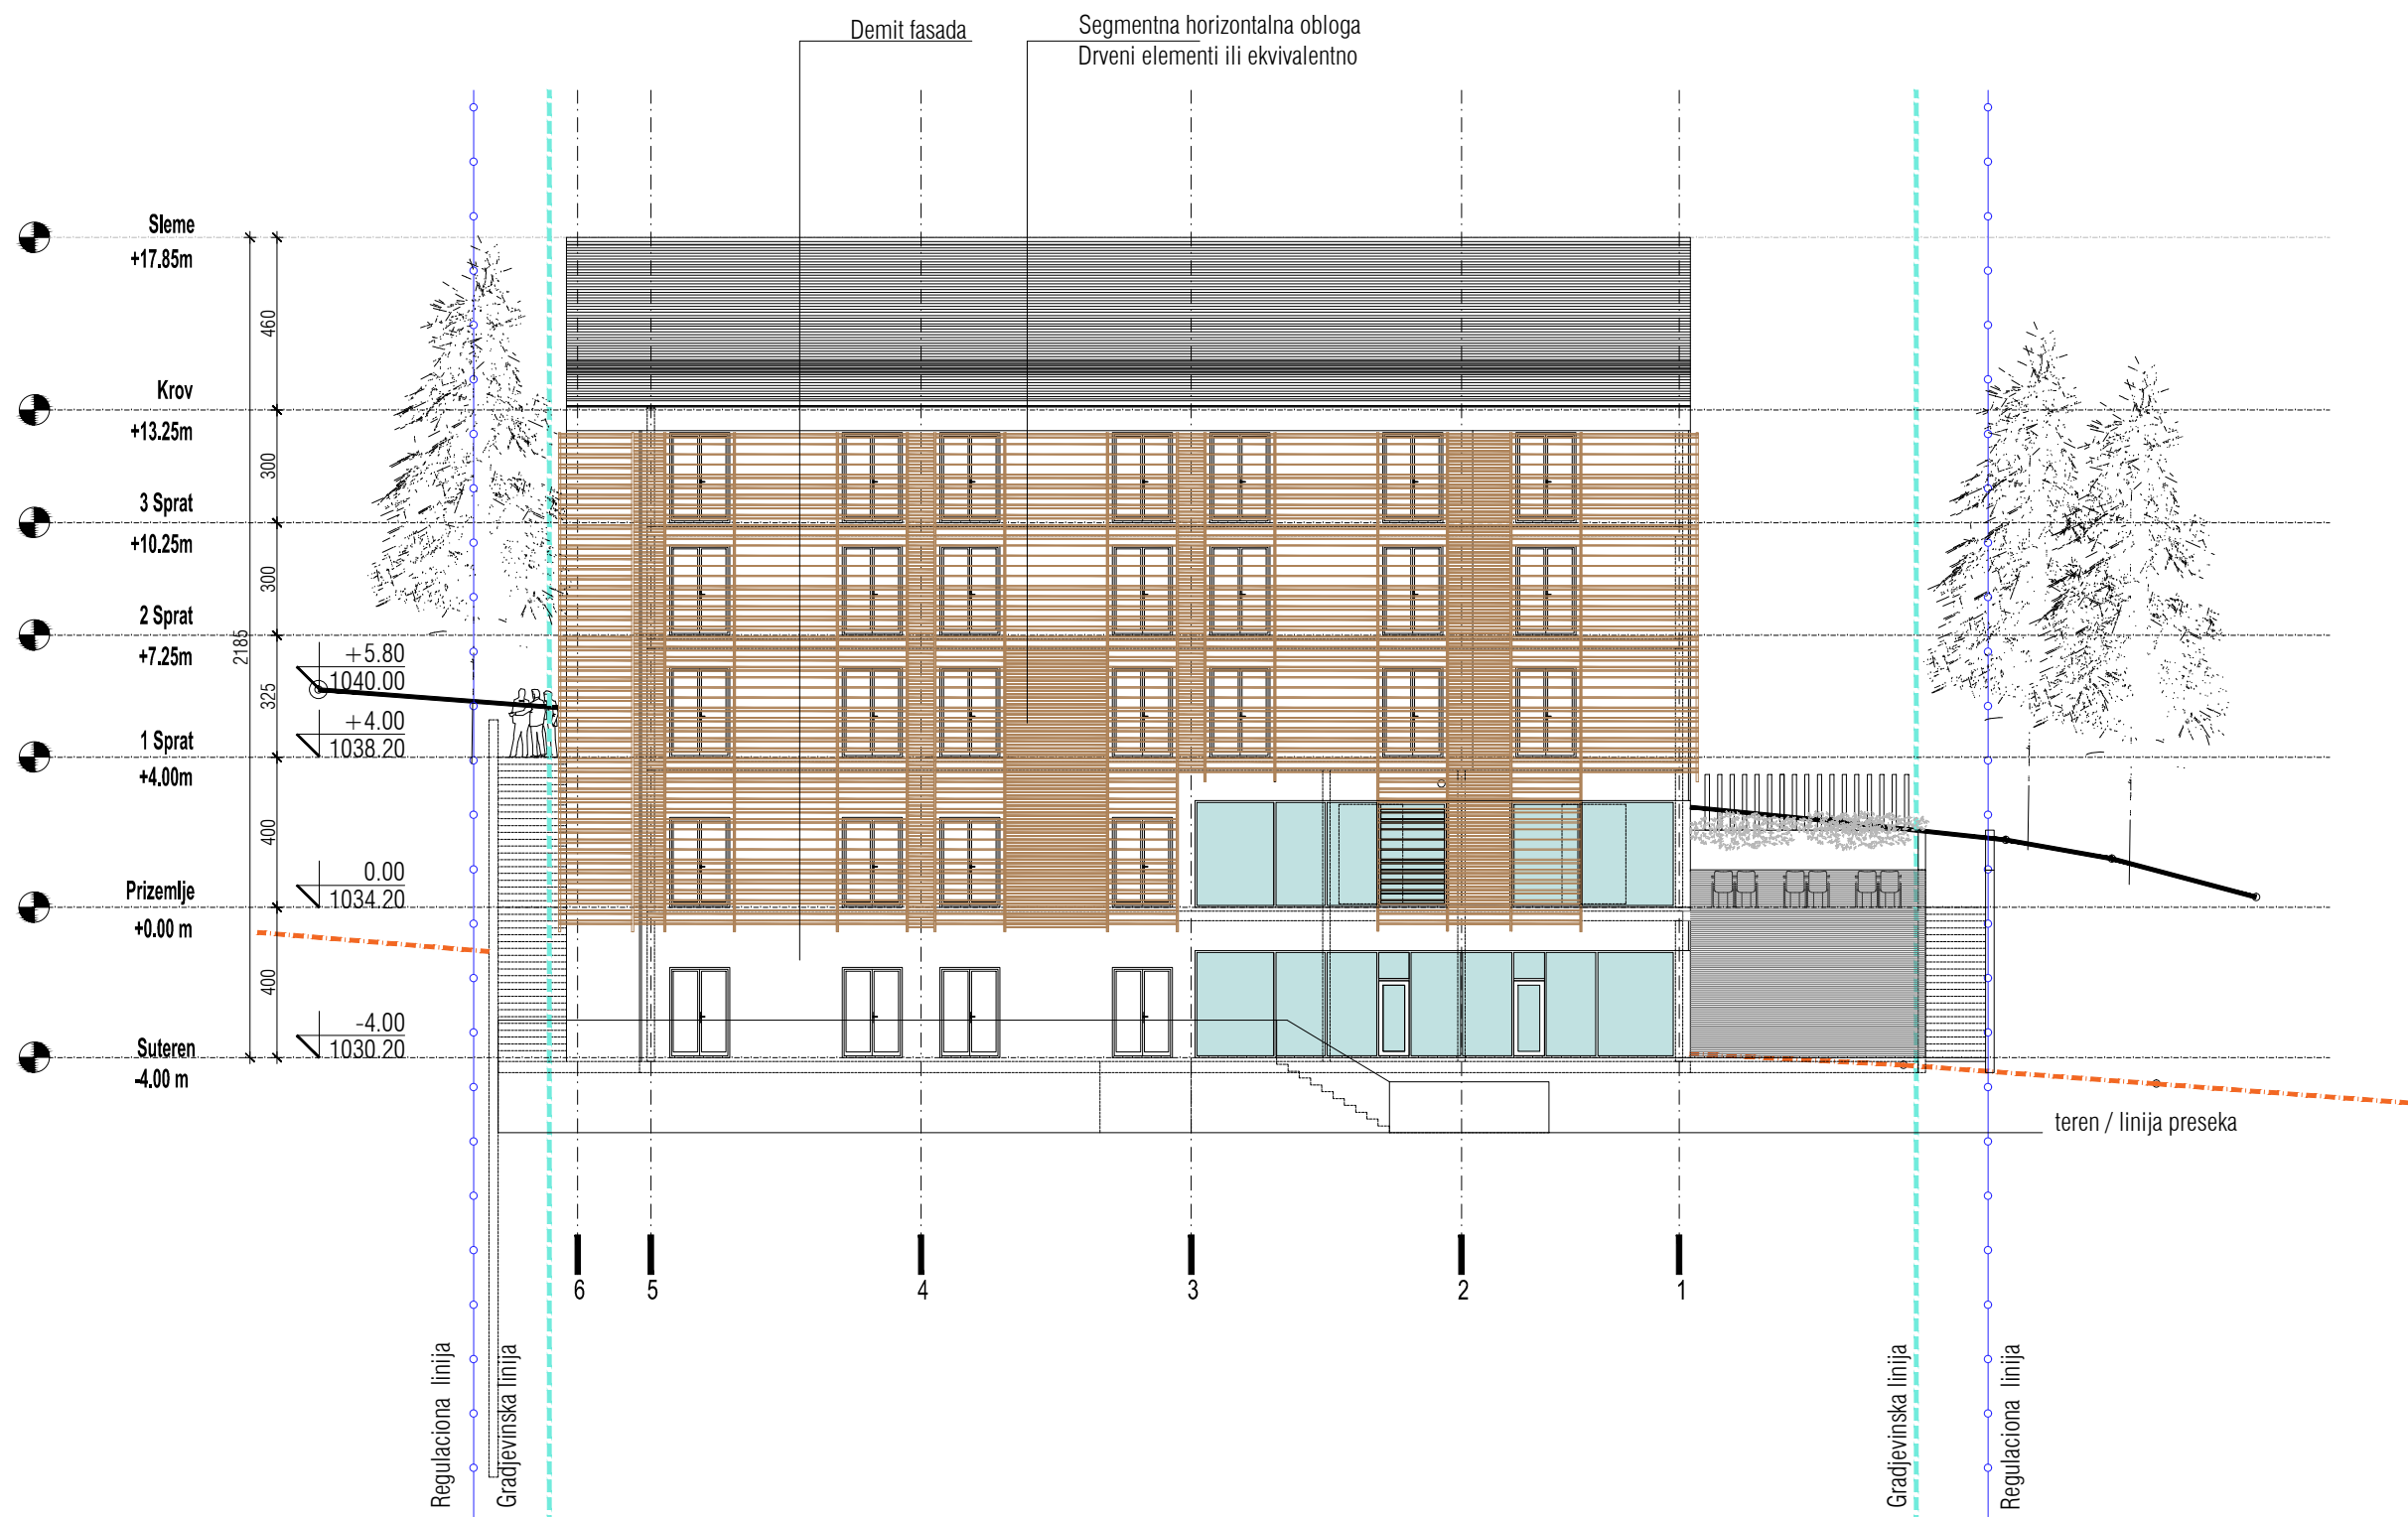 Demit fasada
Segmentna horizontalna obloga
Drveni elementi ili ekvivalentno
Sleme
+17.85m
460
Krov
+13.25m
300
3 Sprat
+10.25m
300
2 Sprat
+7.25m
2185
325
+5.80
1040.00
+4.00
1038.20
1 Sprat
+4.00m
400
0.00
1034.20
Prizemlje
+0.00 m
400
-4.00
1030.20
Suteren
-4.00 m
teren / linija preseka
6
5
4
3
2
1
Regulaciona linija
Gradjevinska linija
Gradjevinska linija
Regulaciona linija